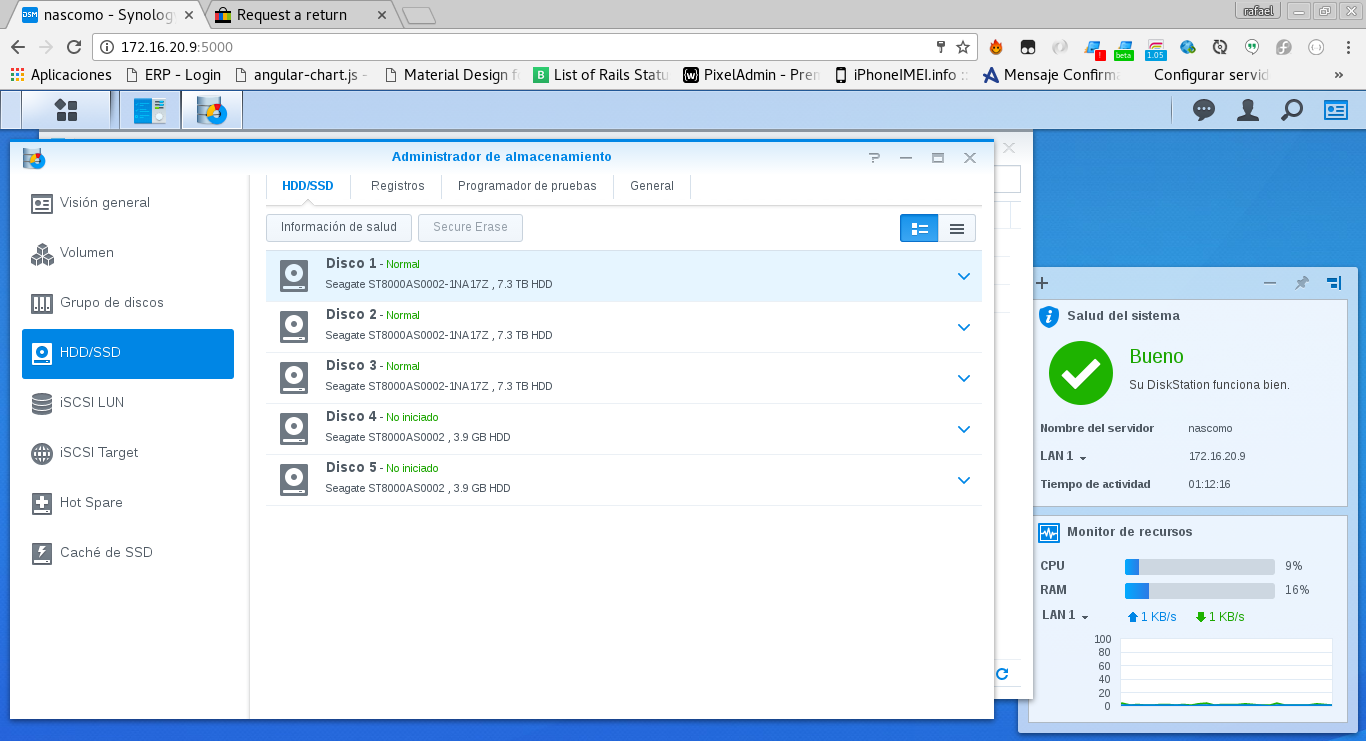 nascomo - Synology
Request a return
rafael
172.16.20.9:5000
beta
1.05
Aplicaciones
ERP - Login
angular-chart.js -
Material Design f
List of Rails Statu
PixelAdmin - Pren
iPhoneIMEI.info ::
Mensaje Confirma
Configurar servid
»
Administrador de almacenamiento
Visión general
Volumen
Grupo de discos
HDD/SSD
iSCSI LUN
iSCSI Target
Hot Spare
Caché de SSD
HDD/SSD
Registros
Programador de pruebas
General
Información de salud
Secure Erase
Disco 1 - Normal
Seagate ST8000AS0002-1NA17Z , 7.3 TB HDD
Disco 2 - Normal
Seagate ST8000AS0002-1NA17Z , 7.3 TB HDD
Disco 3 - Normal
Seagate ST8000AS0002-1NA17Z , 7.3 TB HDD
Disco 4 - No iniciado
Seagate ST8000AS0002 , 3.9 GB HDD
Disco 5 - No iniciado
Seagate ST8000AS0002 , 3.9 GB HDD
Salud del sistema
Bueno
Su DiskStation funciona bien.
Nombre del servidor nascomo
LAN 1 172.16.20.9
Tiempo de actividad 01:12:16
Monitor de recursos
CPU 9%
RAM 16%
LAN 1 1 KB/s 1 KB/s
100
80
60
40
20
0